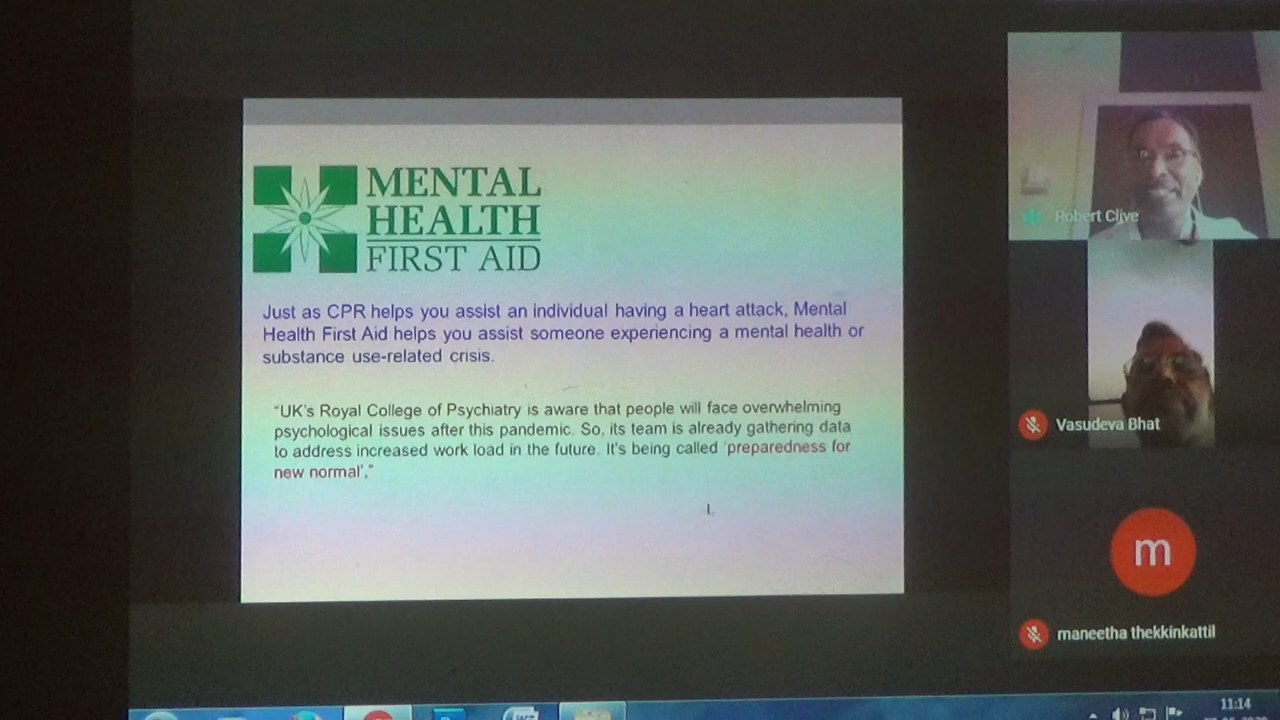 MENTAL
HEALTH
FIRST AID
Just as CPR helps you assist an individual having a heart attack, Mental
Health First Aid helps you assist someone experiencing a mental health or
substance use-related crisis.
“UK's Royal College of Psychiatry is aware that people will face overwhelming
psychological issues after this pandemic. So, its team is already gathering data
to address increased work load in the future. It's being called 'preparedness for
new normal',”
Robert Clive
Vasudeva Bhat
m
maneetha thekkinkattil
11:14